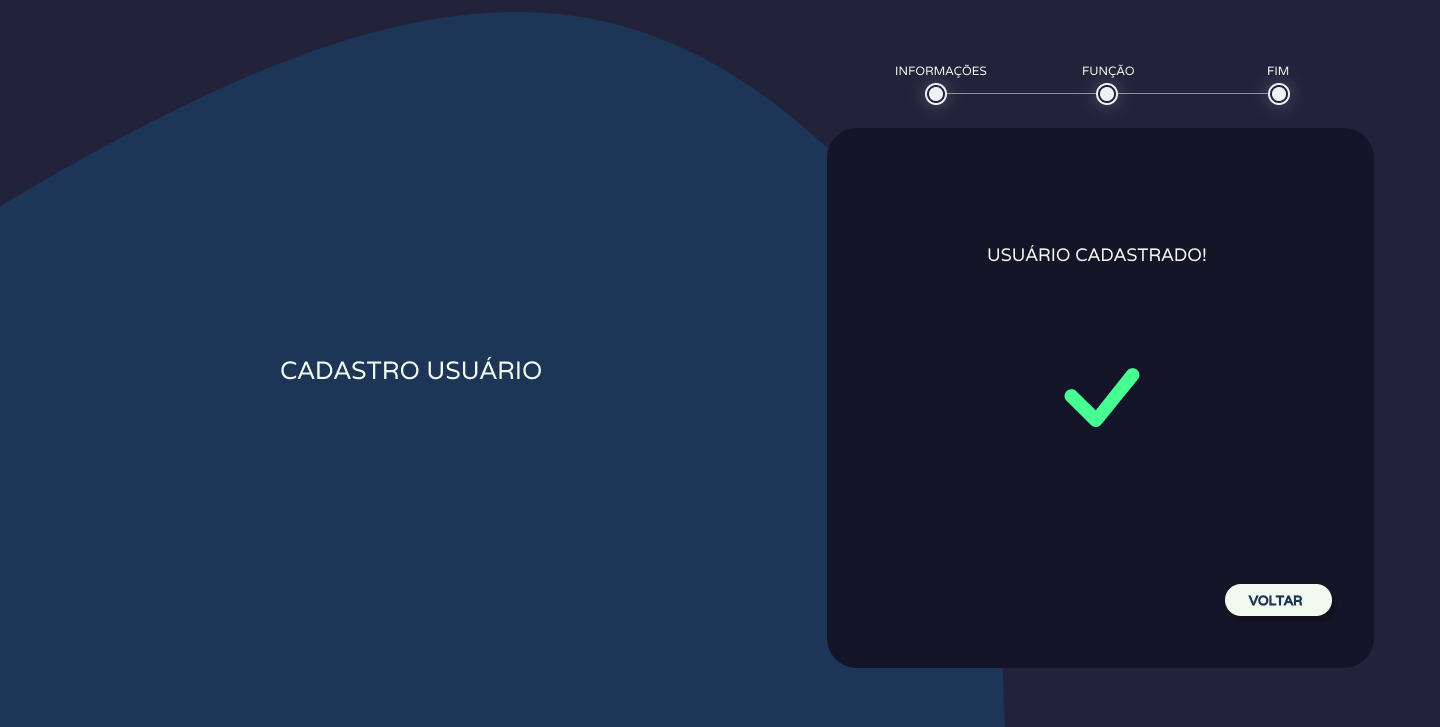 INFORMAÇÕES
FUNÇÃO
FIM
USUÁRIO CADASTRADO!
CADASTRO USUÁRIO
VOLTAR